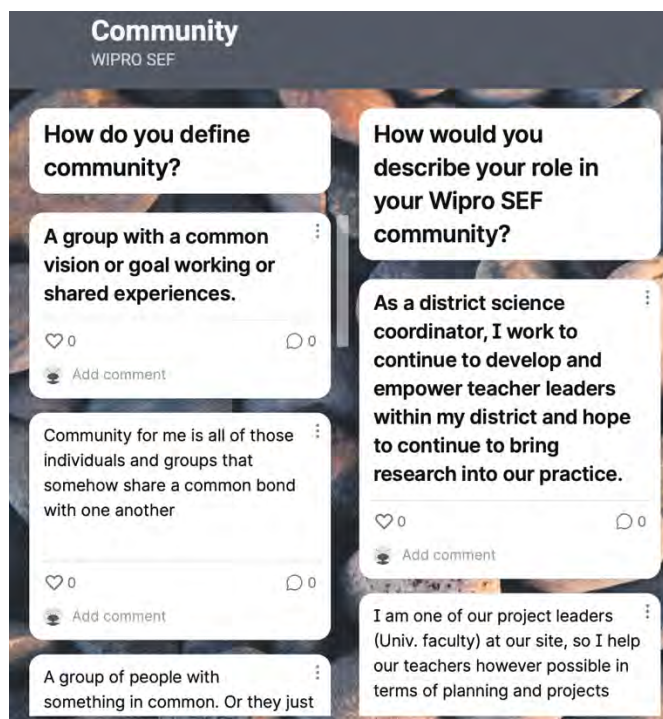 Community
WIPRO SEF
How do you define
community?
A group with a common
vision or goal working or
shared experiences.
0
0
Add comment
Community for me is all of those
individuals and groups that
somehow share a common bond
with one another
0
0
Add comment
A group of people with
something in common. Or they just
How would you
describe your role in
your Wipro SEF
community?
As a district science
coordinator, I work to
continue to develop and
empower teacher leaders
within my district and hope
to continue to bring
research into our practice.
0
0
Add comment
I am one of our project leaders
(Univ. faculty) at our site, so I help
our teachers however possible in
terms of planning and projects